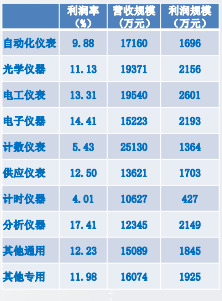 利润率 营收规模 利润规模
(%) (万元) (万元)
自动化仪表 9.88 17160 1696
光学仪器 11.13 19371 2156
电工仪器 13.31 19540 2601
电子仪器 14.41 15223 2193
计数仪表 5.43 25130 1364
供应仪表 12.50 13621 1703
计时仪器 4.01 10627 427
分析仪器 17.41 12345 2149
其他通用 12.23 15089 1845
其他专用 11.98 16074 1925